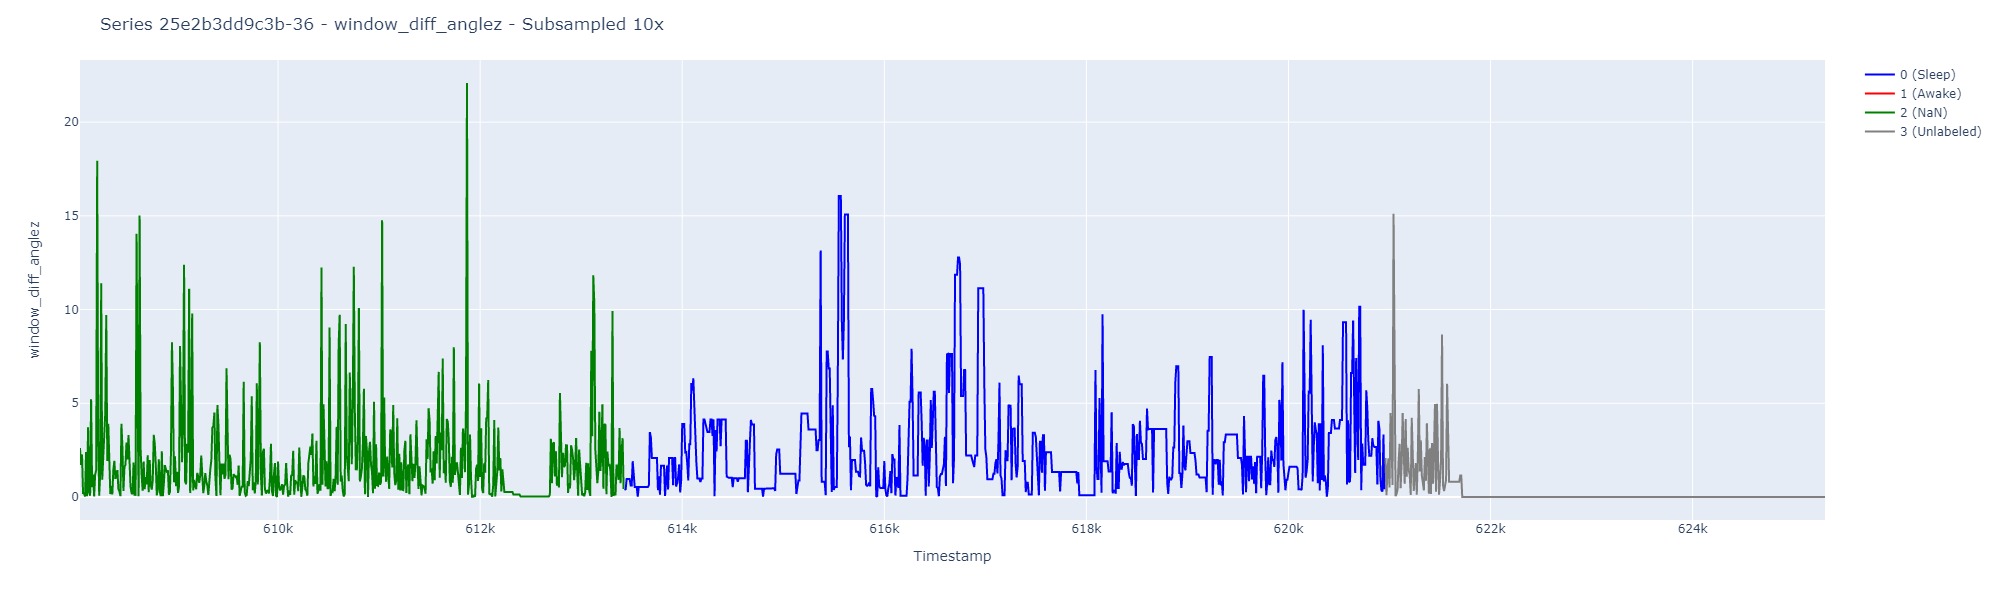 Series 25e2b3dd9c3b-36 - window_diff_anglez - Subsampled 10x
0 (Sleep)
1 (Awake)
2 (NaN)
3 (Unlabeled)
window_diff_anglez
20
15
10
5
0
610k 612k 614k 616k 618k 620k 622k 624k
Timestamp